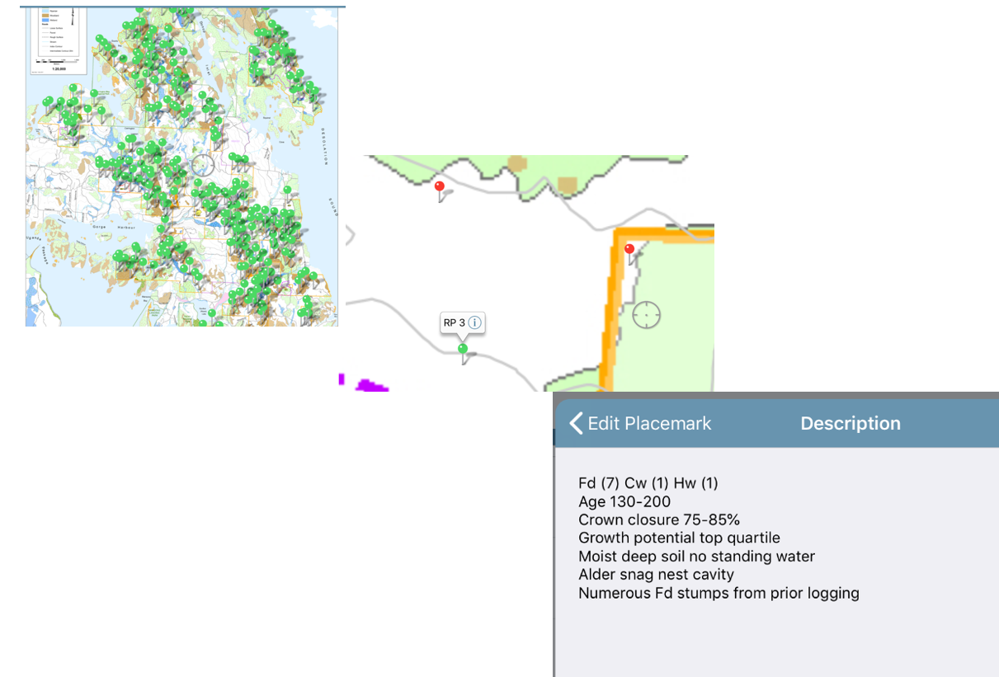 1:20,000
DESOLATION
SOUND
Gorge Harbour
Uganda
Passage
RP 3
Edit Placemark
Description
Fd (7) Cw (1) Hw (1)
Age 130-200
Crown closure 75-85%
Growth potential top quartile
Moist deep soil no standing water
Alder snag nest cavity
Numerous Fd stumps from prior logging